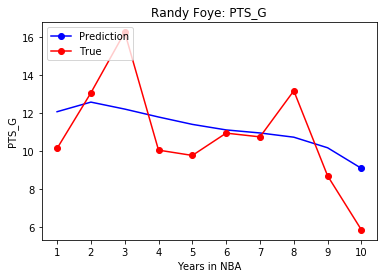 Randy Foye: PTS_G
Prediction
True
16
14
12
10
8
6
PTS_G
1 2 3 4 5 6 7 8 9 10
Years in NBA